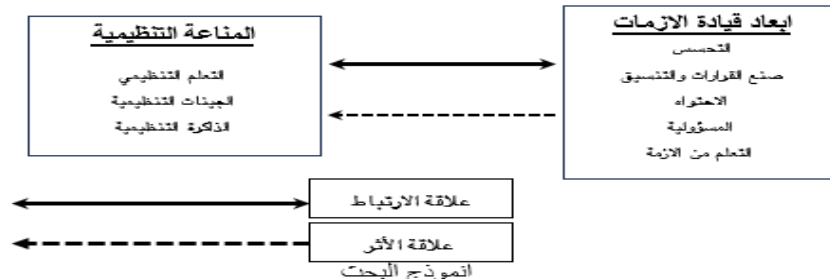 ابعاد قيادة الازمات
التحسس
صنع القرارات والتنسيق
الاحتواء
المسؤولية
التعلم من الازمة
المناعة التنظيمية
التعلم التنظيمي
الجينات التنظيمية
الذاكرة التنظيمية
علاقة الارتباط
علاقة الأثر
انموذج البحث